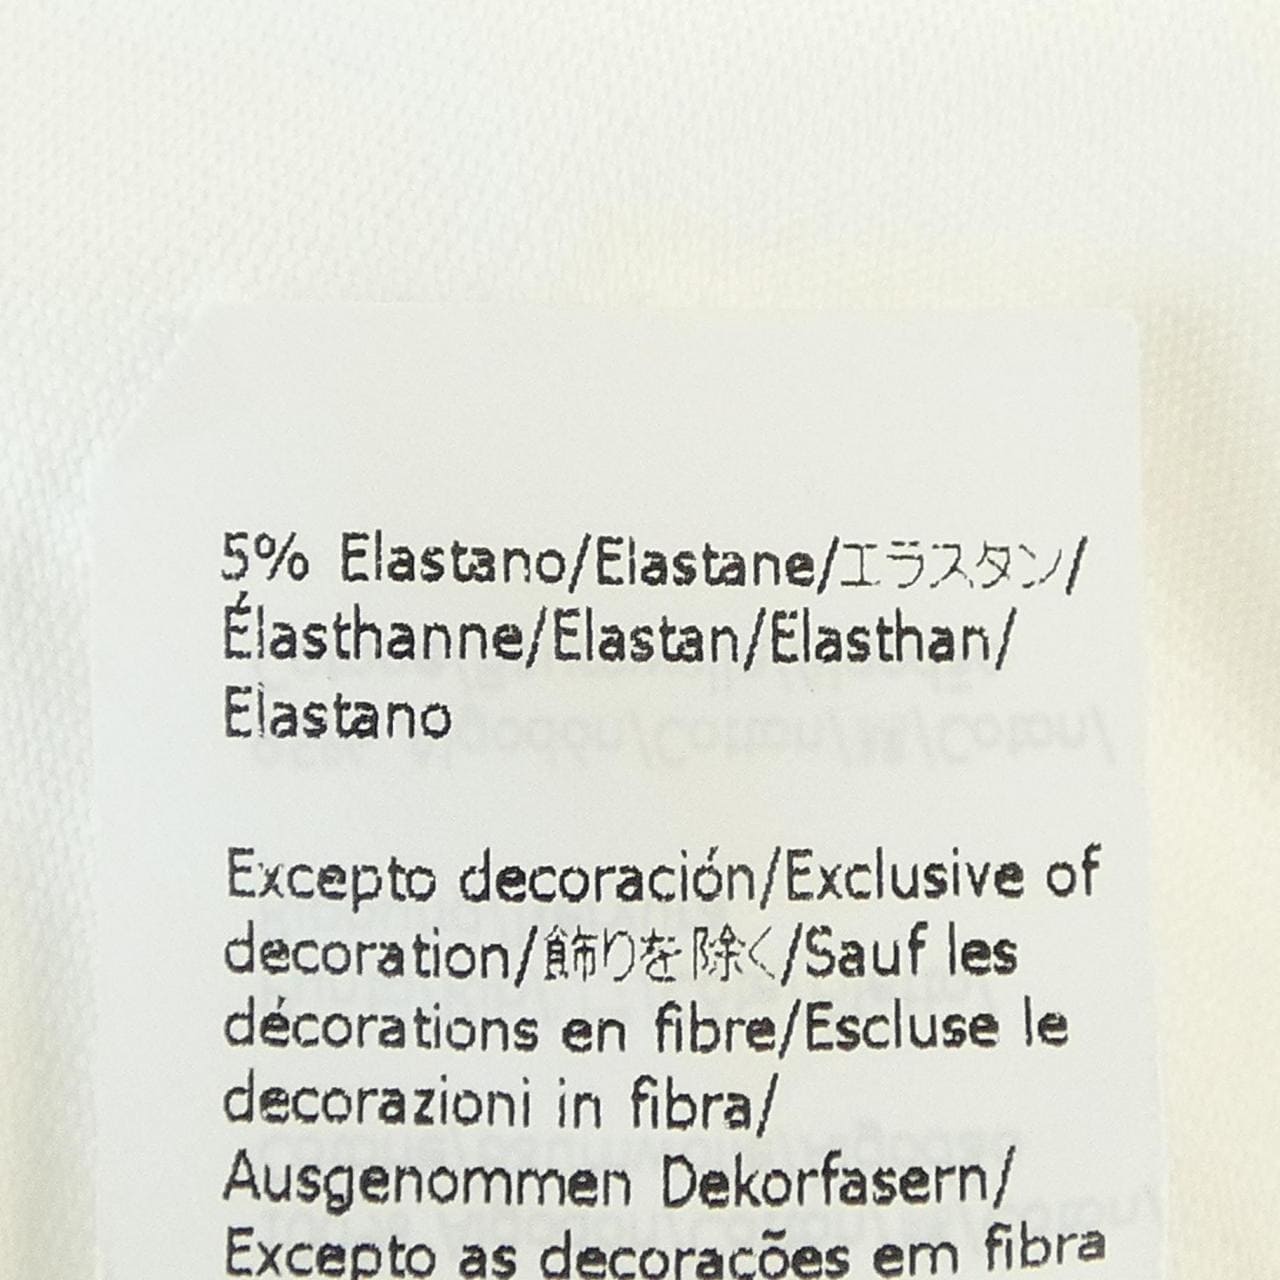 5% Elastano/Elastane/エラスタン/
Élasthanne/Elastan/Elasthan/
Elastano
Excepto decoración/Exclusive of
decoration/飾りを除く/Sauf les
décorations en fibre/Escluse le
decorazioni in fibra/
Ausgenommen Dekorfasern/
Excepto as decorações em fibra